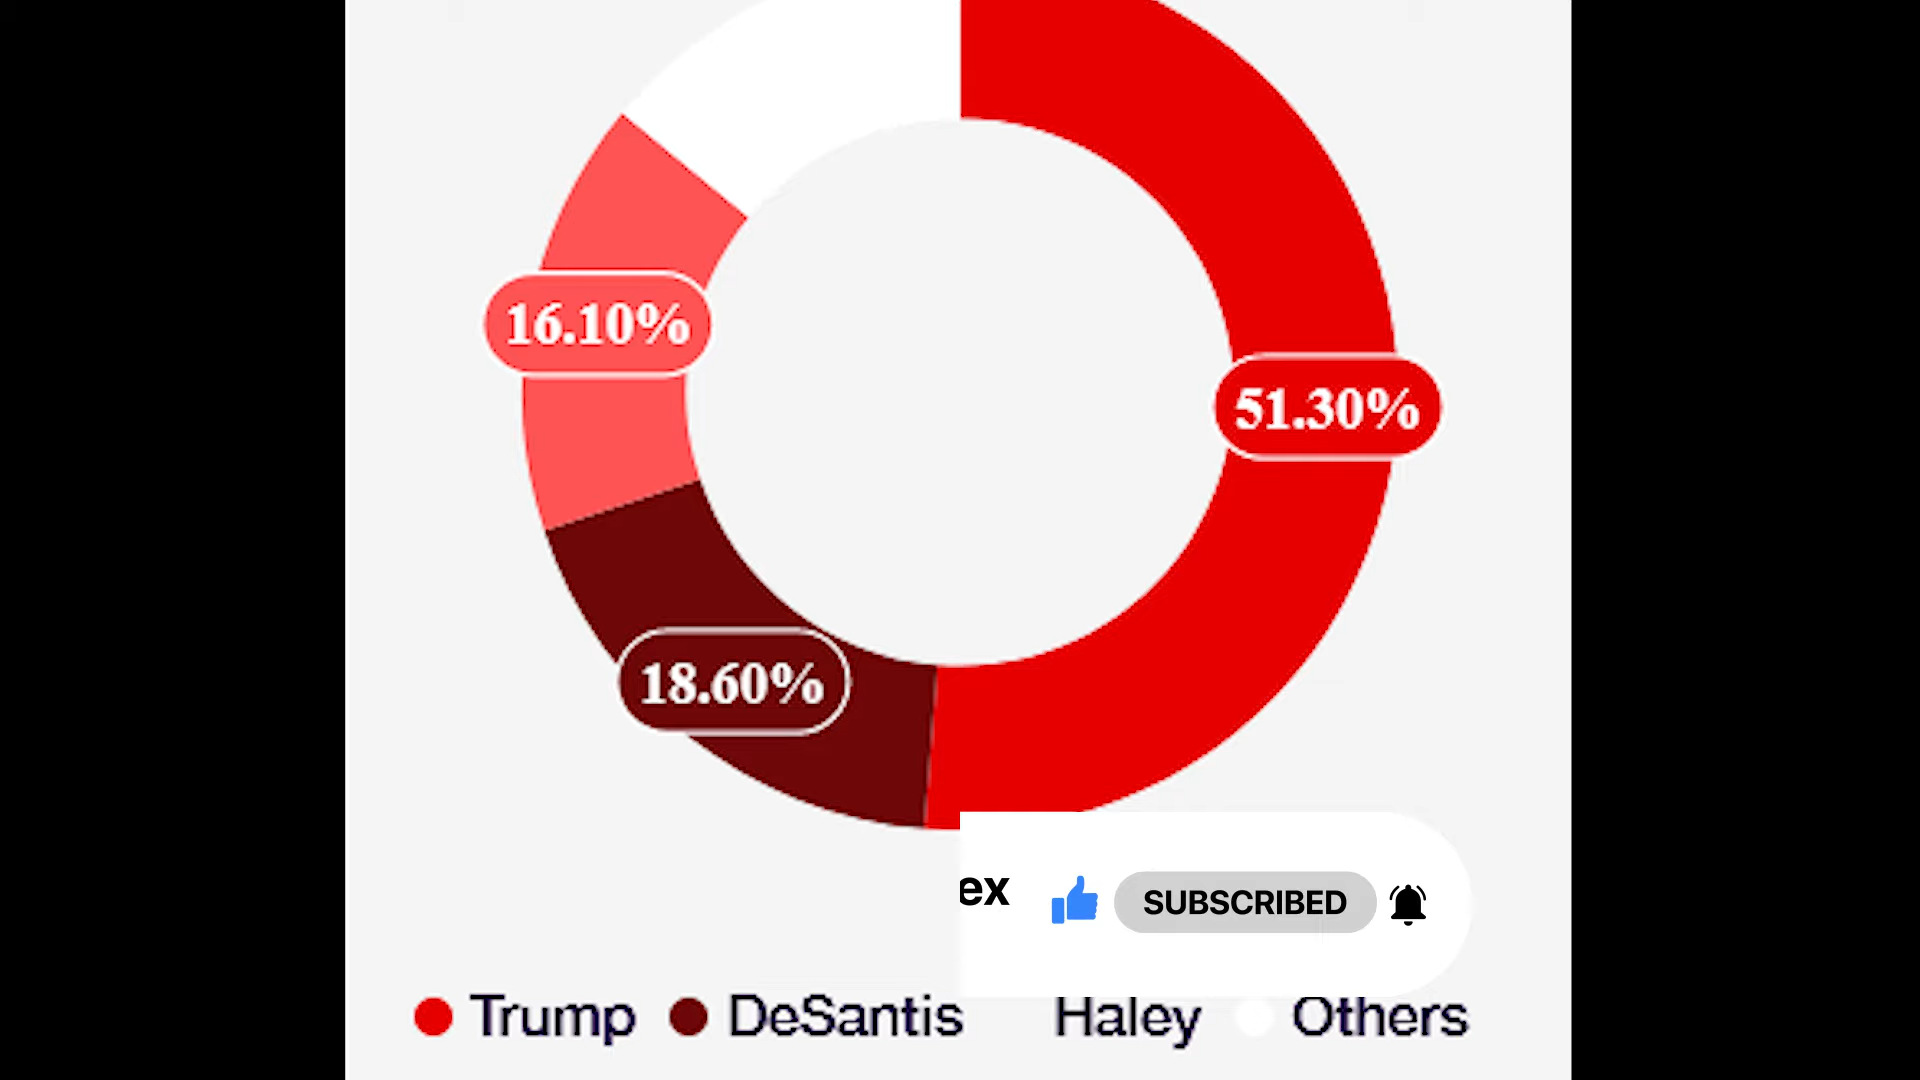 16.10%
51.30%
18.60%
ex
SUBSCRIBED
Trump DeSantis Haley Others